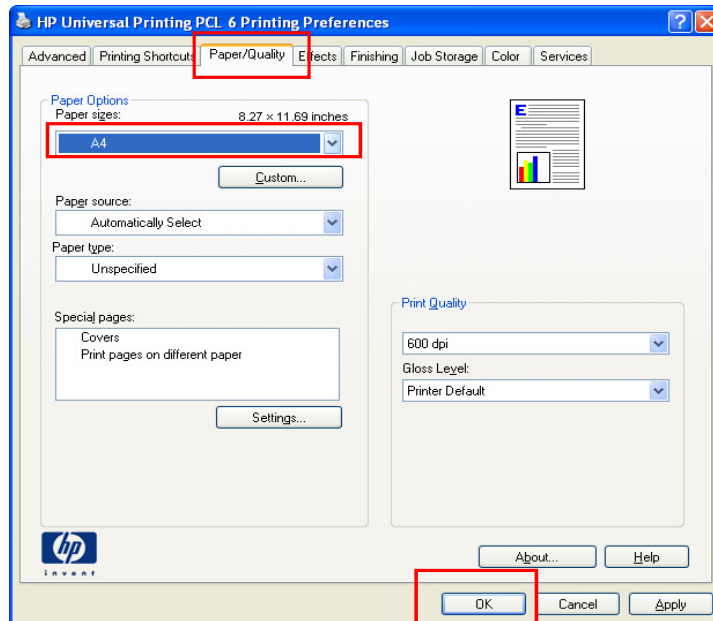 HP Universal Printing PCL 6 Printing Preferences
Advanced Printing Shortcuts Paper/Quality Effects Finishing Job Storage Color Services
Paper Options
Paper sizes: 8.27 × 11.69 inches
A4
Custom...
Paper source:
Automatically Select
Paper type:
Unspecified
Special pages:
Covers
Print pages on different paper
Settings...
E
Print Quality
600 dpi
Gloss Level:
Printer Default
hp
invent
About... Help
OK Cancel Apply